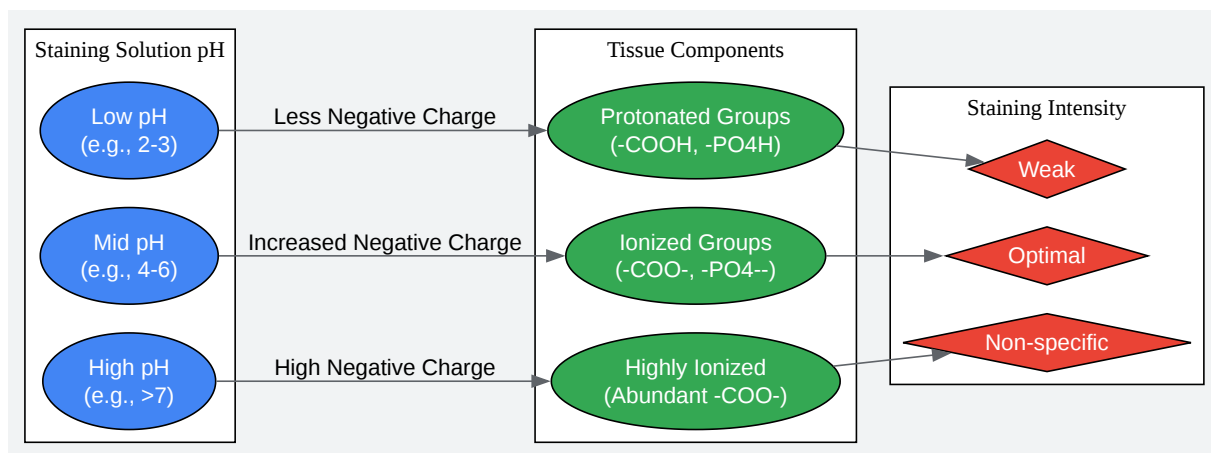 Staining Solution pH
Low pH
(e.g., 2-3)
Mid pH
(e.g., 4-6)
High pH
(e.g., >7)
Less Negative Charge
Increased Negative Charge
High Negative Charge
Tissue Components
Protonated Groups
(-COOH, -PO4H)
Ionized Groups
(-COO-, -PO4--)
Highly Ionized
(Abundant -COO-)
Staining Intensity
Weak
Optimal
Non-specific